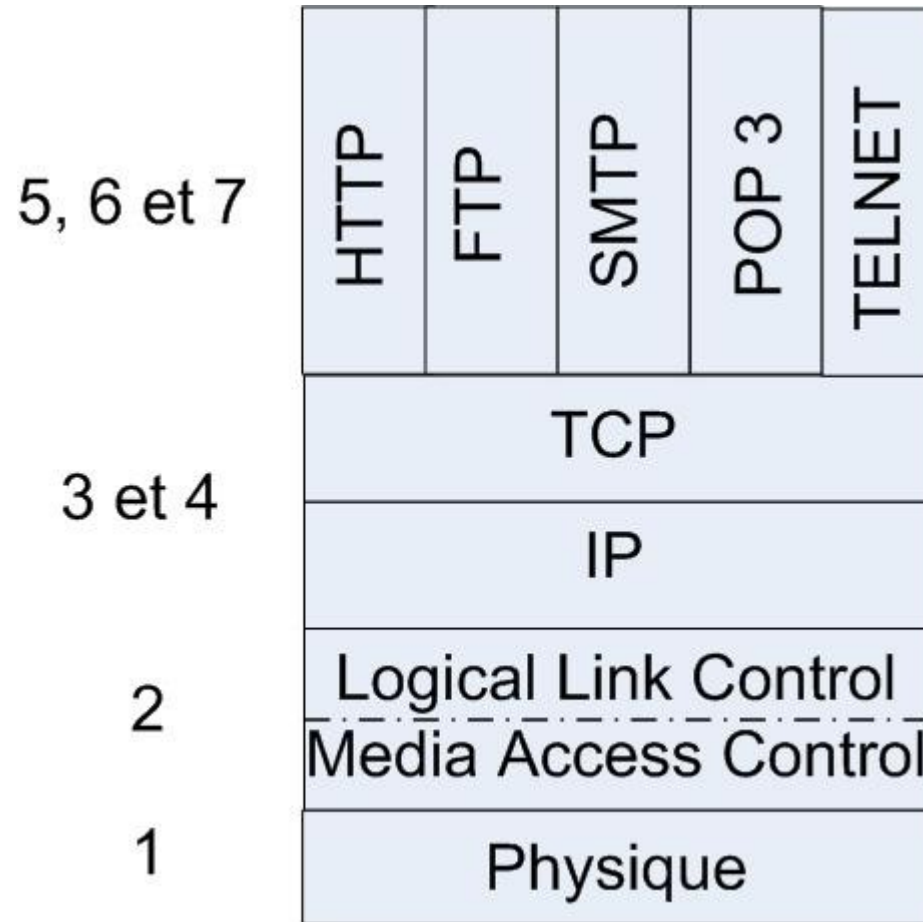 5, 6 et 7
HTTP
FTP
SMTP
POP 3
TELNET
3 et 4
TCP
IP
2
Logical Link Control
Media Access Control
1
Physique